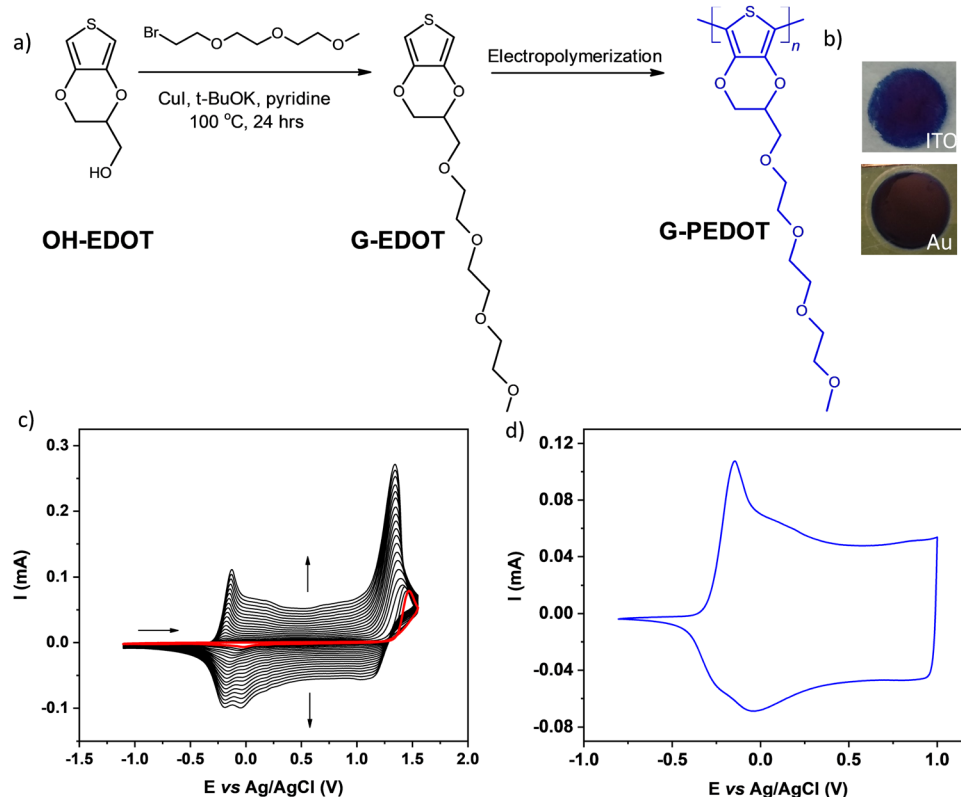 a)
Br
O
O
O
S
O
O
HO
OH-EDOT
CuI, t-BuOK, pyridine
100 °C, 24 hrs
S
O
O
O
O
O
O
G-EDOT
Electropolymerization
S
n
O
O
O
O
O
O
G-PEDOT
b)
ITO
Au
c)
I (mA)
0.3
0.2
0.1
0.0
-0.1
-1.5
-1.0
-0.5
0.0
0.5
1.0
1.5
2.0
E vs Ag/AgCl (V)
d)
I (mA)
0.12
0.08
0.04
0.00
-0.04
-0.08
-1.0
-0.5
0.0
0.5
1.0
E vs Ag/AgCl (V)